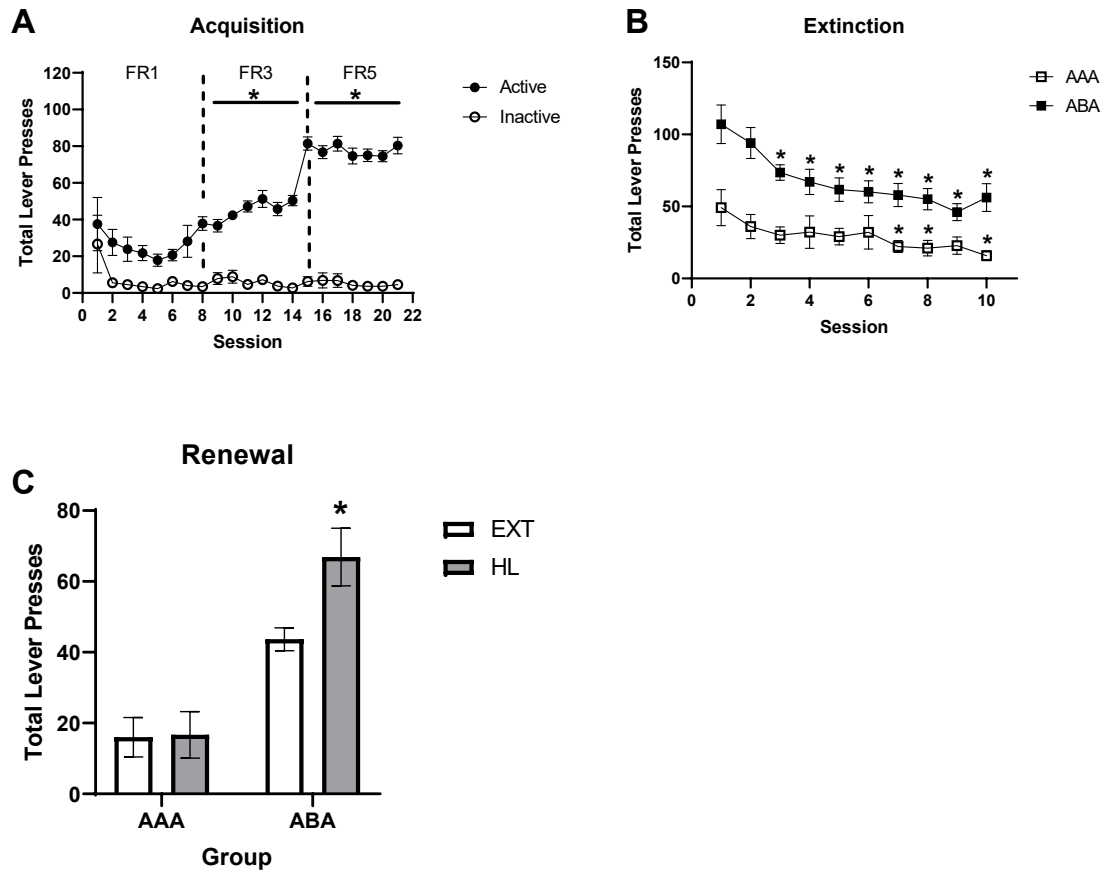 A
Acquisition
FR1 FR3 FR5
* *
Total Lever Presses
120
100
80
60
40
20
0
0 2 4 6 8 10 12 14 16 18 20 22
Session
Active
Inactive
B
Extinction
Total Lever Presses
150
100
50
0
* * * * * * * *
* * *
0 2 4 6 8 10
Session
AAA
ABA
C
Renewal
Total Lever Presses
80
60
40
20
0
*
AAA ABA
Group
EXT
HL